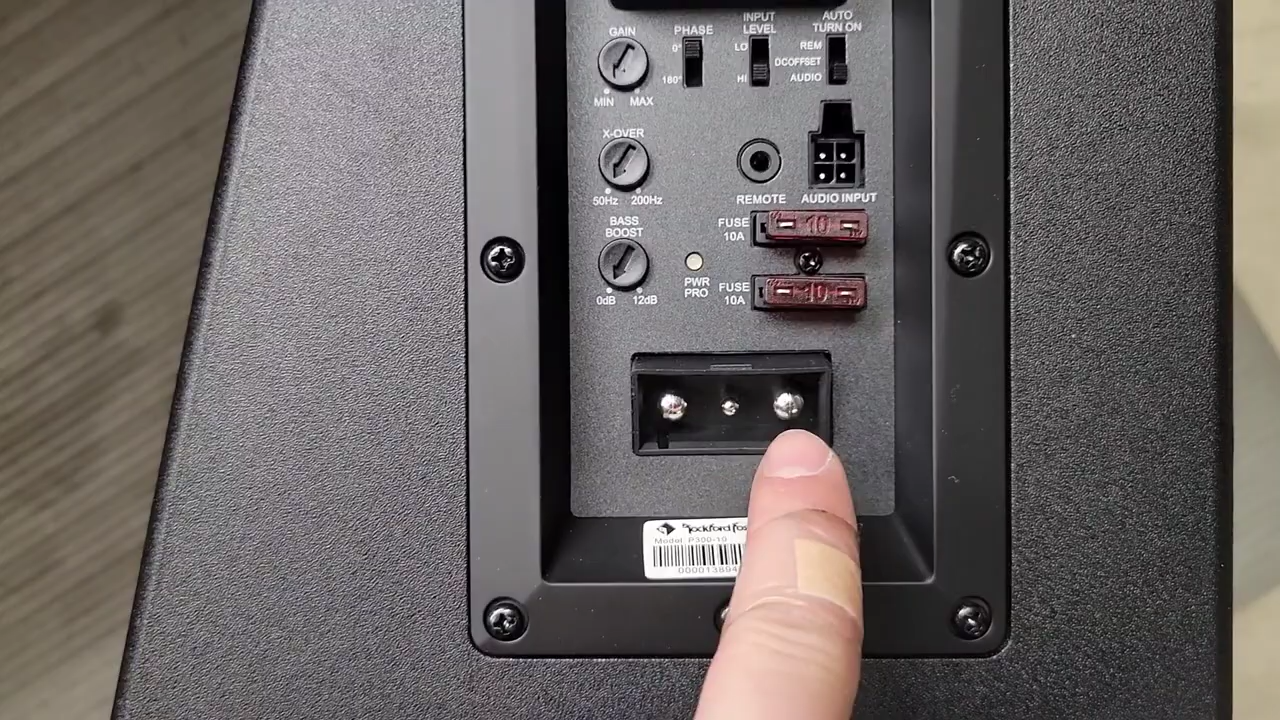 GAIN
MIN MAX
PHASE
0°
180°
INPUT
LEVEL
LO
HI
AUTO
TURN ON
REM
DCOFFSET
AUDIO
X-OVER
50Hz 200Hz
REMOTE
AUDIO INPUT
BASS
BOOST
0dB 12dB
PWR
PRO
FUSE
10A
10
FUSE
10A
10
Rockford
Model P300-10